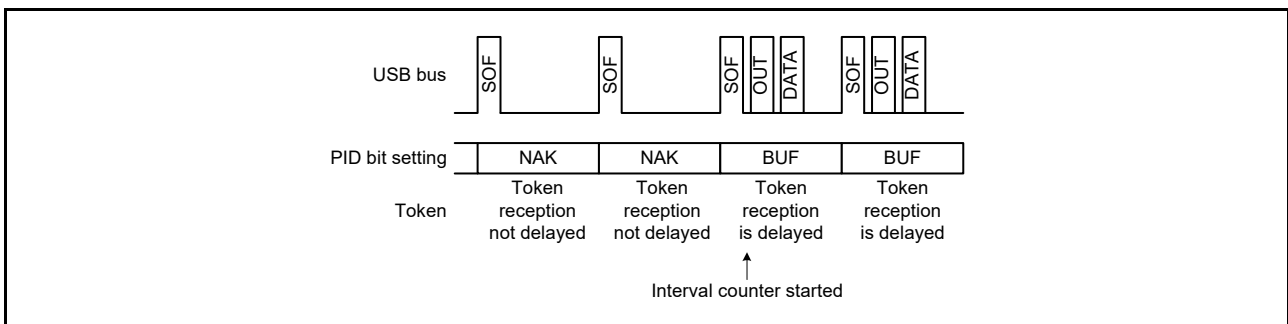 USB bus
SOF
SOF
SOF
OUT
DATA
SOF
OUT
DATA
PID bit setting
NAK
NAK
BUF
BUF
Token
Token
reception
not delayed
Token
reception
not delayed
Token
reception
is delayed
Token
reception
is delayed
Interval counter started